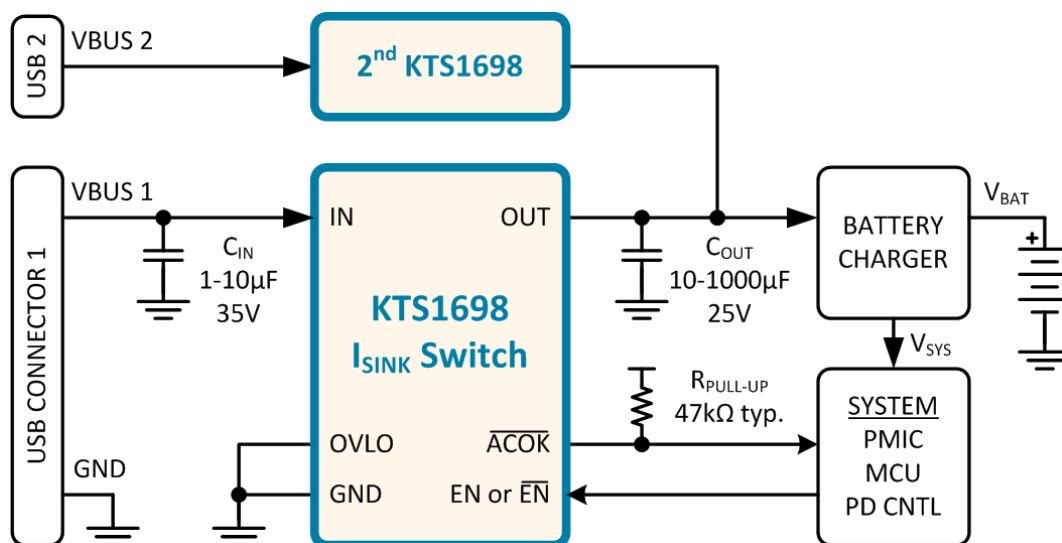 USB 2
VBUS 2
2nd KTS1698
USB CONNECTOR 1
VBUS 1
CIN
1-10µF
35V
GND
IN
OUT
KTS1698
ISINK Switch
OVLO
GND
ACOK
EN or EN
COUT
10-1000µF
25V
RPULL-UP
47kΩ typ.
BATTERY
CHARGER
VBAT
+
VSYS
SYSTEM
PMIC
MCU
PD CNTL